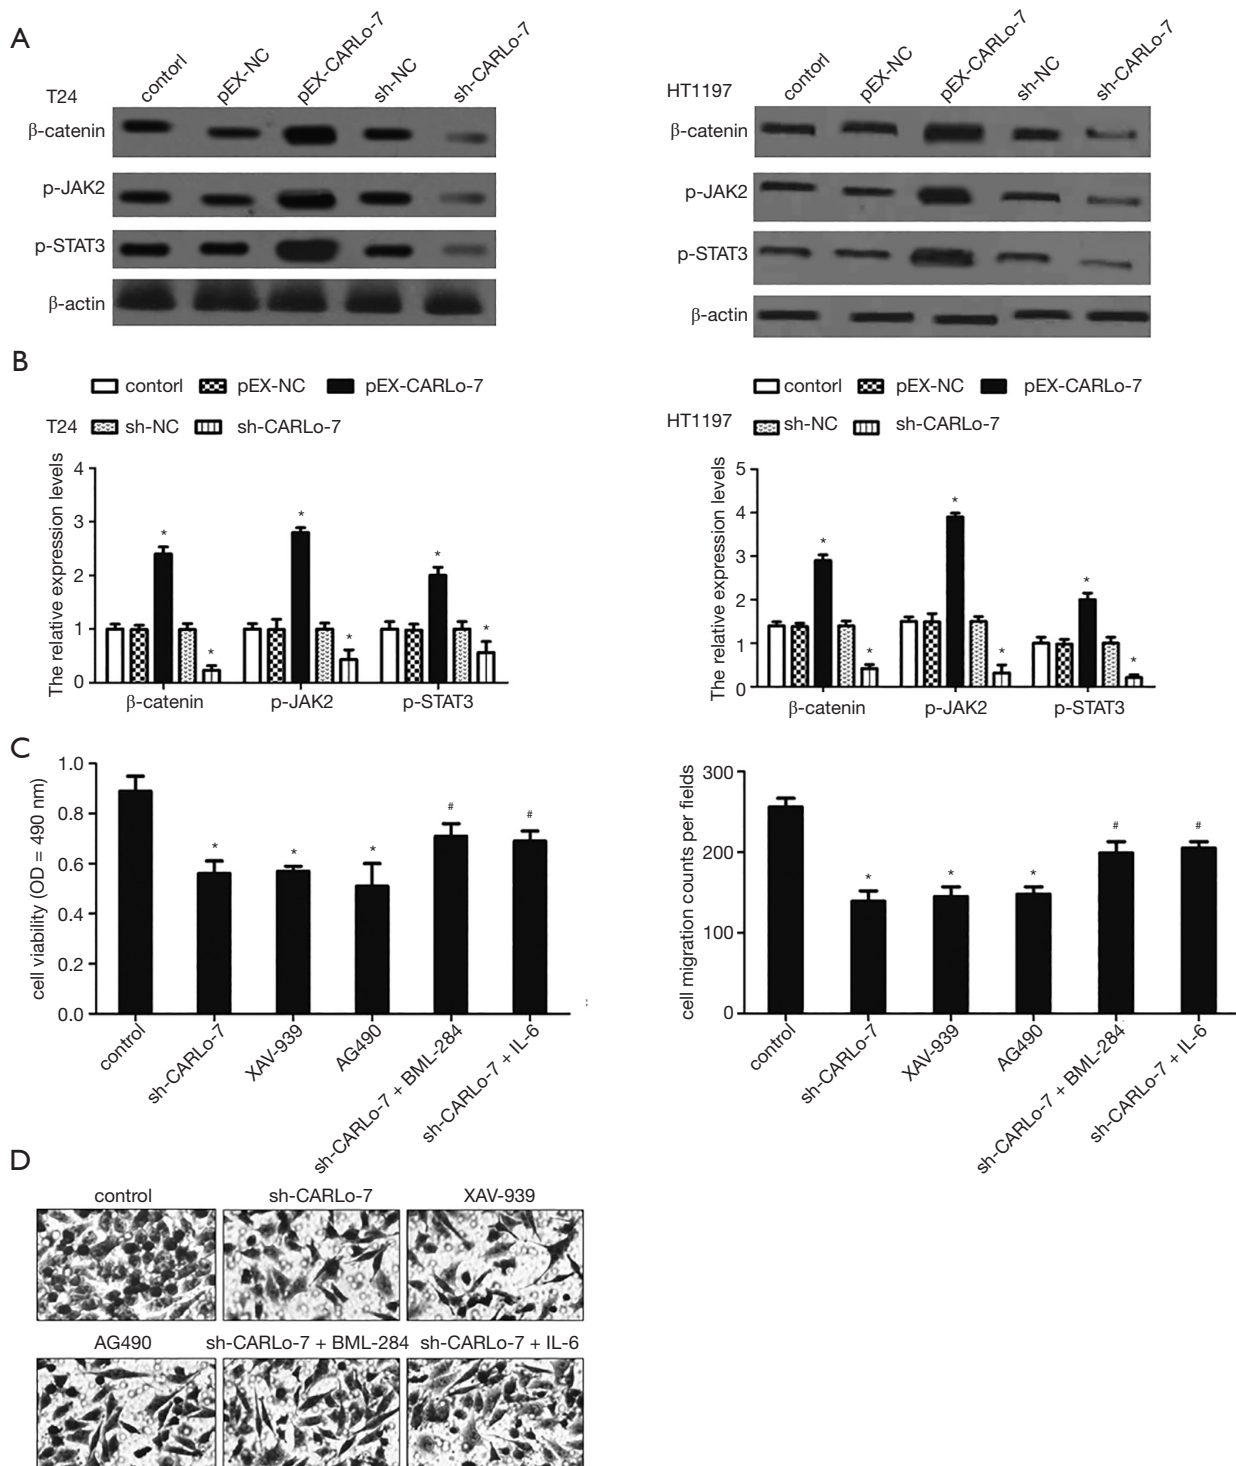 A
T24
contorl
pEX-NC
pEX-CARLo-7
sh-NC
sh-CARLo-7
β-catenin
p-JAK2
p-STAT3
β-actin
HT1197
contorl
pEX-NC
pEX-CARLo-7
sh-NC
sh-CARLo-7
β-catenin
p-JAK2
p-STAT3
β-actin
B
contorl pEX-NC pEX-CARLo-7
T24 sh-NC sh-CARLo-7
The relative expression levels
4
3
2
1
0
* * * * * *
β-catenin p-JAK2 p-STAT3
contorl pEX-NC pEX-CARLo-7
HT1197 sh-NC sh-CARLo-7
The relative expression levels
5
4
3
2
1
0
* * * * * *
β-catenin p-JAK2 p-STAT3
C
cell viability (OD = 490 nm)
1.0
0.8
0.6
0.4
0.2
0.0
* * * # #
control
sh-CARLo-7
XAV-939
AG490
sh-CARLo-7 + BML-284
sh-CARLo-7 + IL-6
cell migration counts per fields
300
200
100
0
* * * # #
control
sh-CARLo-7
XAV-939
AG490
sh-CARLo-7 + BML-284
sh-CARLo-7 + IL-6
D
control sh-CARLo-7 XAV-939
AG490 sh-CARLo-7 + BML-284 sh-CARLo-7 + IL-6